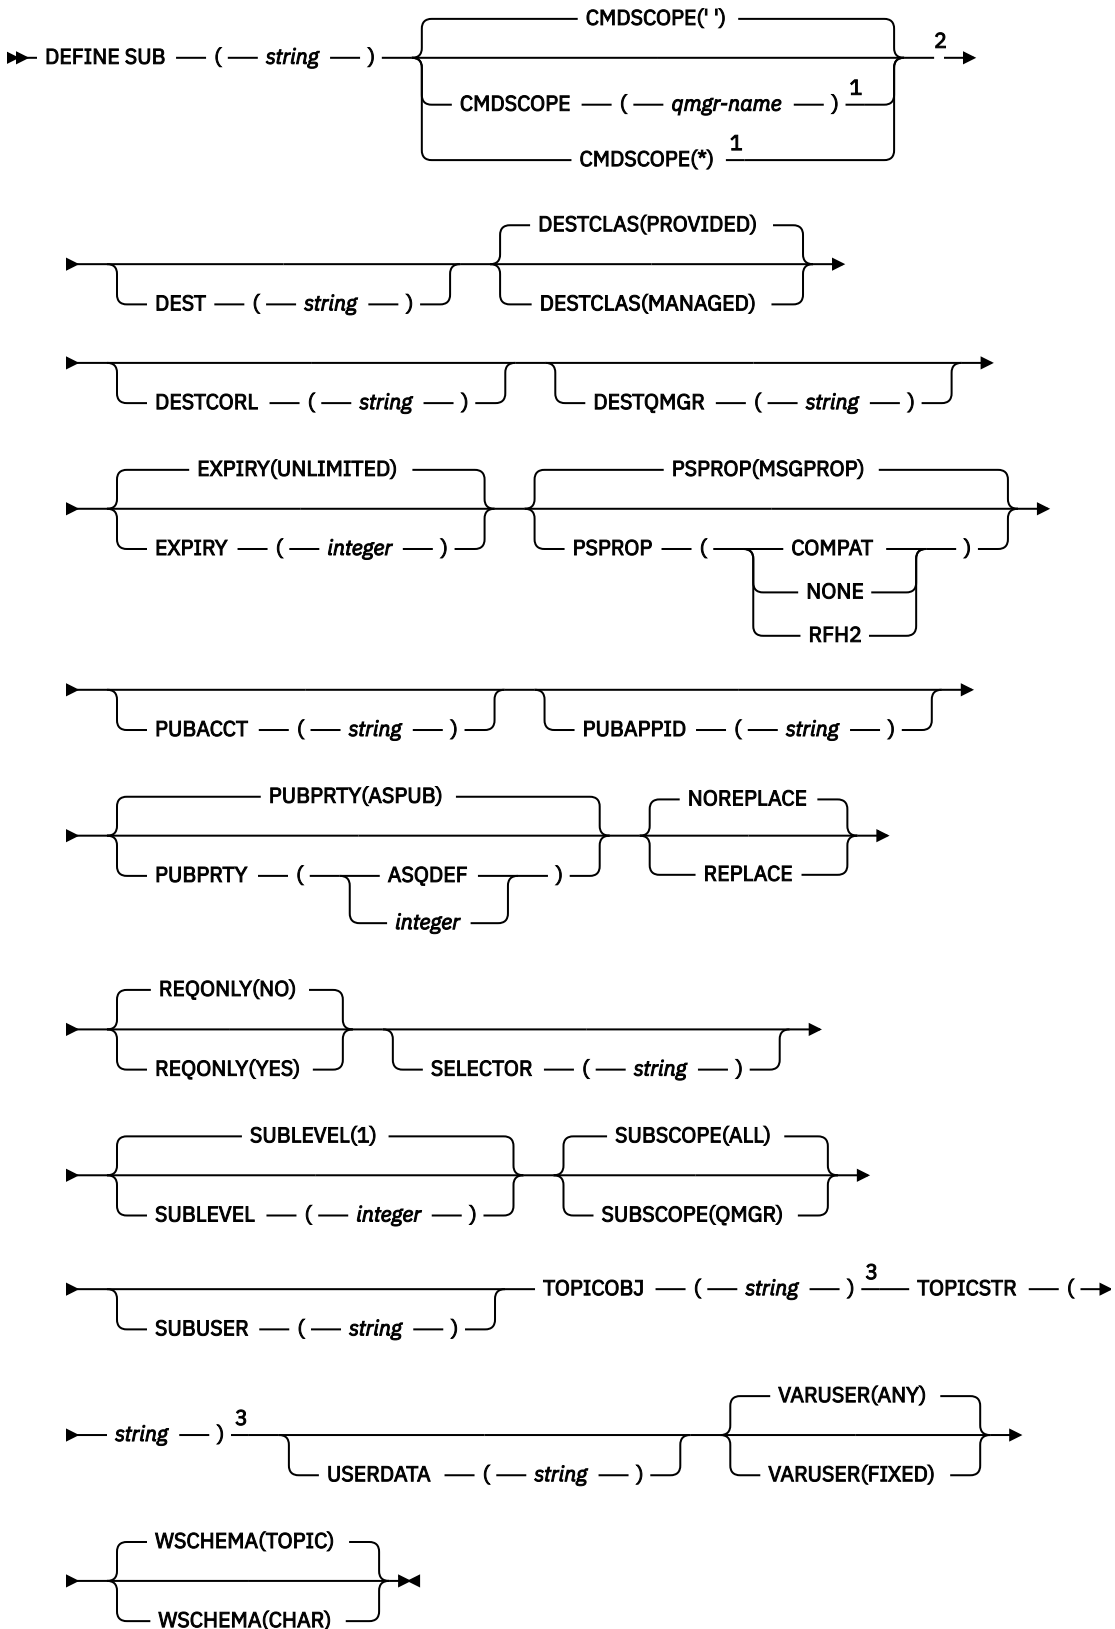 CMDSCOPE(' ')
DEFINE SUB ( string ) 2
CMDSCOPE ( qmgr-name ) 1
CMDSCOPE(*) 1
DESTCLAS(PROVIDED)
DEST ( string ) DESTCLAS(MANAGED)
DESTCORL ( string ) DESTQMGR ( string )
EXPIRY(UNLIMITED) PSPROP(MSGPROP)
EXPIRY ( integer ) PSPROP ( COMPAT )
NONE
RFH2
PUBACCT ( string ) PUBAPPID ( string )
PUBPRTY(ASPUB) NOREPLACE
PUBPRTY ( ASQDEF ) REPLACE
integer
REQONLY(NO)
REQONLY(YES) SELECTOR ( string )
SUBLEVEL(1) SUBSCOPE(ALL)
SUBLEVEL ( integer ) SUBSCOPE(QMGR)
TOPICOBJ ( string ) 3 TOPICSTR (
SUBUSER ( string )
VARUSER(ANY)
string ) 3
USERDATA ( string ) VARUSER(FIXED)
WSCHEMA(TOPIC)
WSCHEMA(CHAR)